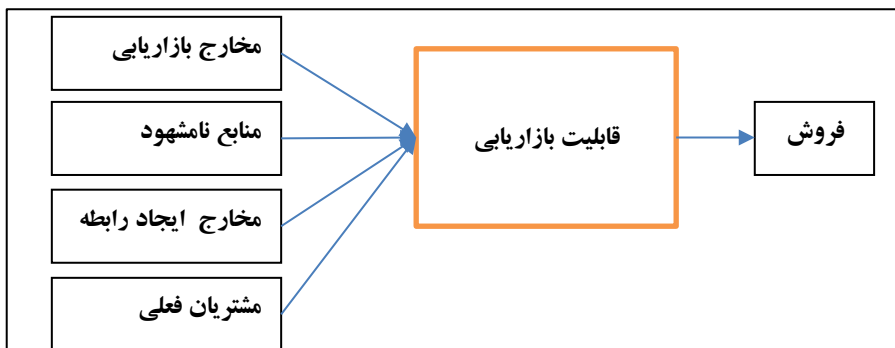 مخارج بازاریابی
منابع نامشهود
مخارج ایجاد رابطه
مشتریان فعلی
قابلیت بازاریابی
فروش